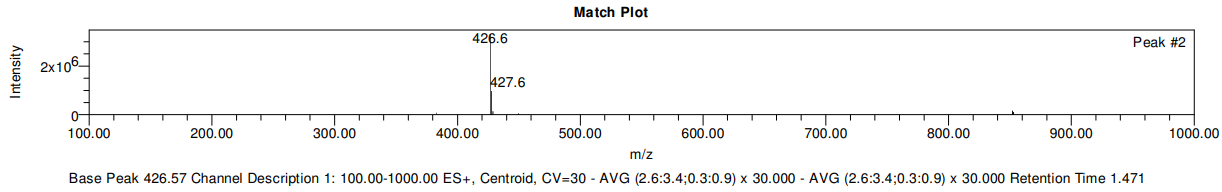 Match Plot
Peak #2
426.6
427.6
Intensity
2x10⁶
0
100.00 200.00 300.00 400.00 500.00 600.00 700.00 800.00 900.00 1000.00
m/z
Base Peak 426.57 Channel Description 1: 100.00-1000.00 ES+, Centroid, CV=30 - AVG (2.6:3.4;0.3:0.9) x 30.000 - AVG (2.6:3.4;0.3:0.9) x 30.000 Retention Time 1.471